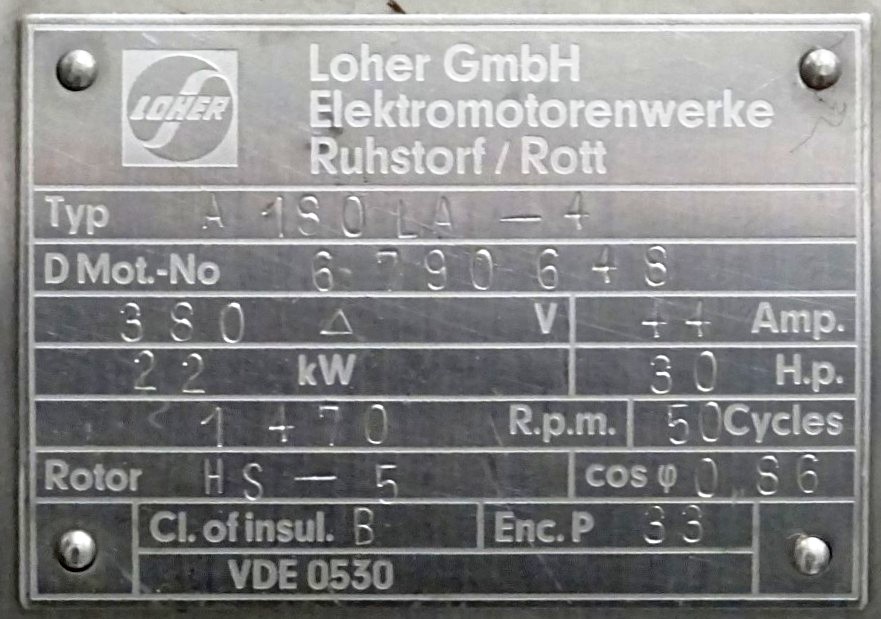 LOHER
Loher GmbH
Elektromotorenwerke
Ruhstorf / Rott
Typ A 180 LA - 4
D Mot.-No 6 790 648
380 △ V 44 Amp.
22 kW 30 H.p.
1470 R.p.m. 50 Cycles
Rotor HS - 5 cos φ 0,86
Cl. of insul. B Enc. P 33
VDE 0530